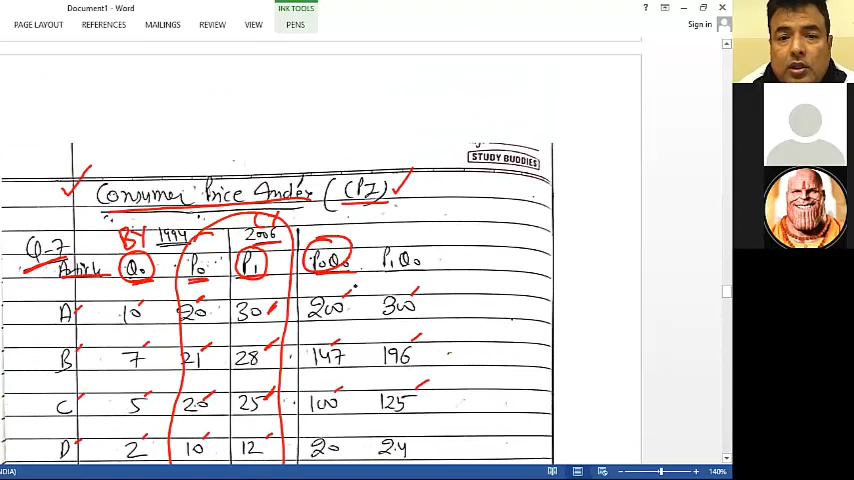 Document1 - Word
INK TOOLS
Sign in
PAGE LAYOUT REFERENCES MAILINGS REVIEW VIEW PENS
STUDY BUDDIES
Consumer Price Index (CPI)
BY 1994 CY 2006
Q-7
Article Q₀ P₀ P₁ P₀Q₀ P₁Q₀
A 10 20 30 200 300
B 7 21 28 147 196
C 5 20 25 100 125
D 2 10 12 20 24
NDIA) 140%